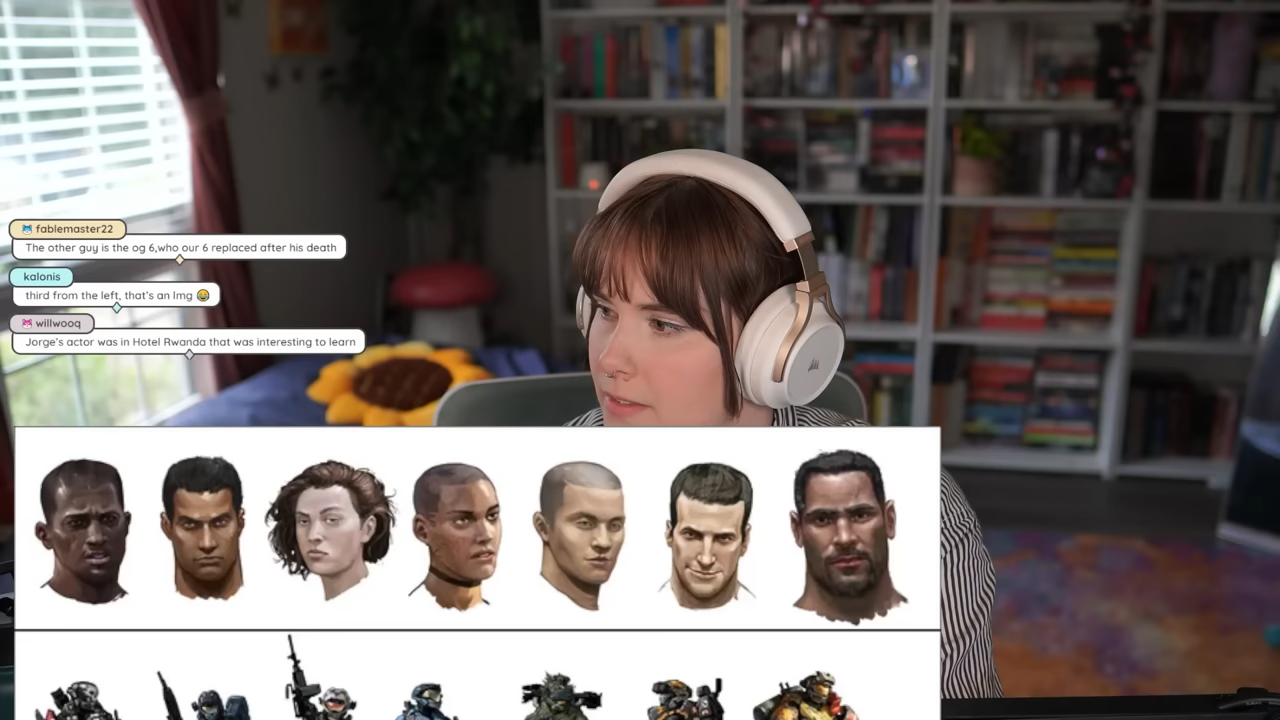 fablemaster22
The other guy is the og 6,who our 6 replaced after his death
kalonis
third from the left, that's an lmg 😂
willwooq
Jorge's actor was in Hotel Rwanda that was interesting to learn